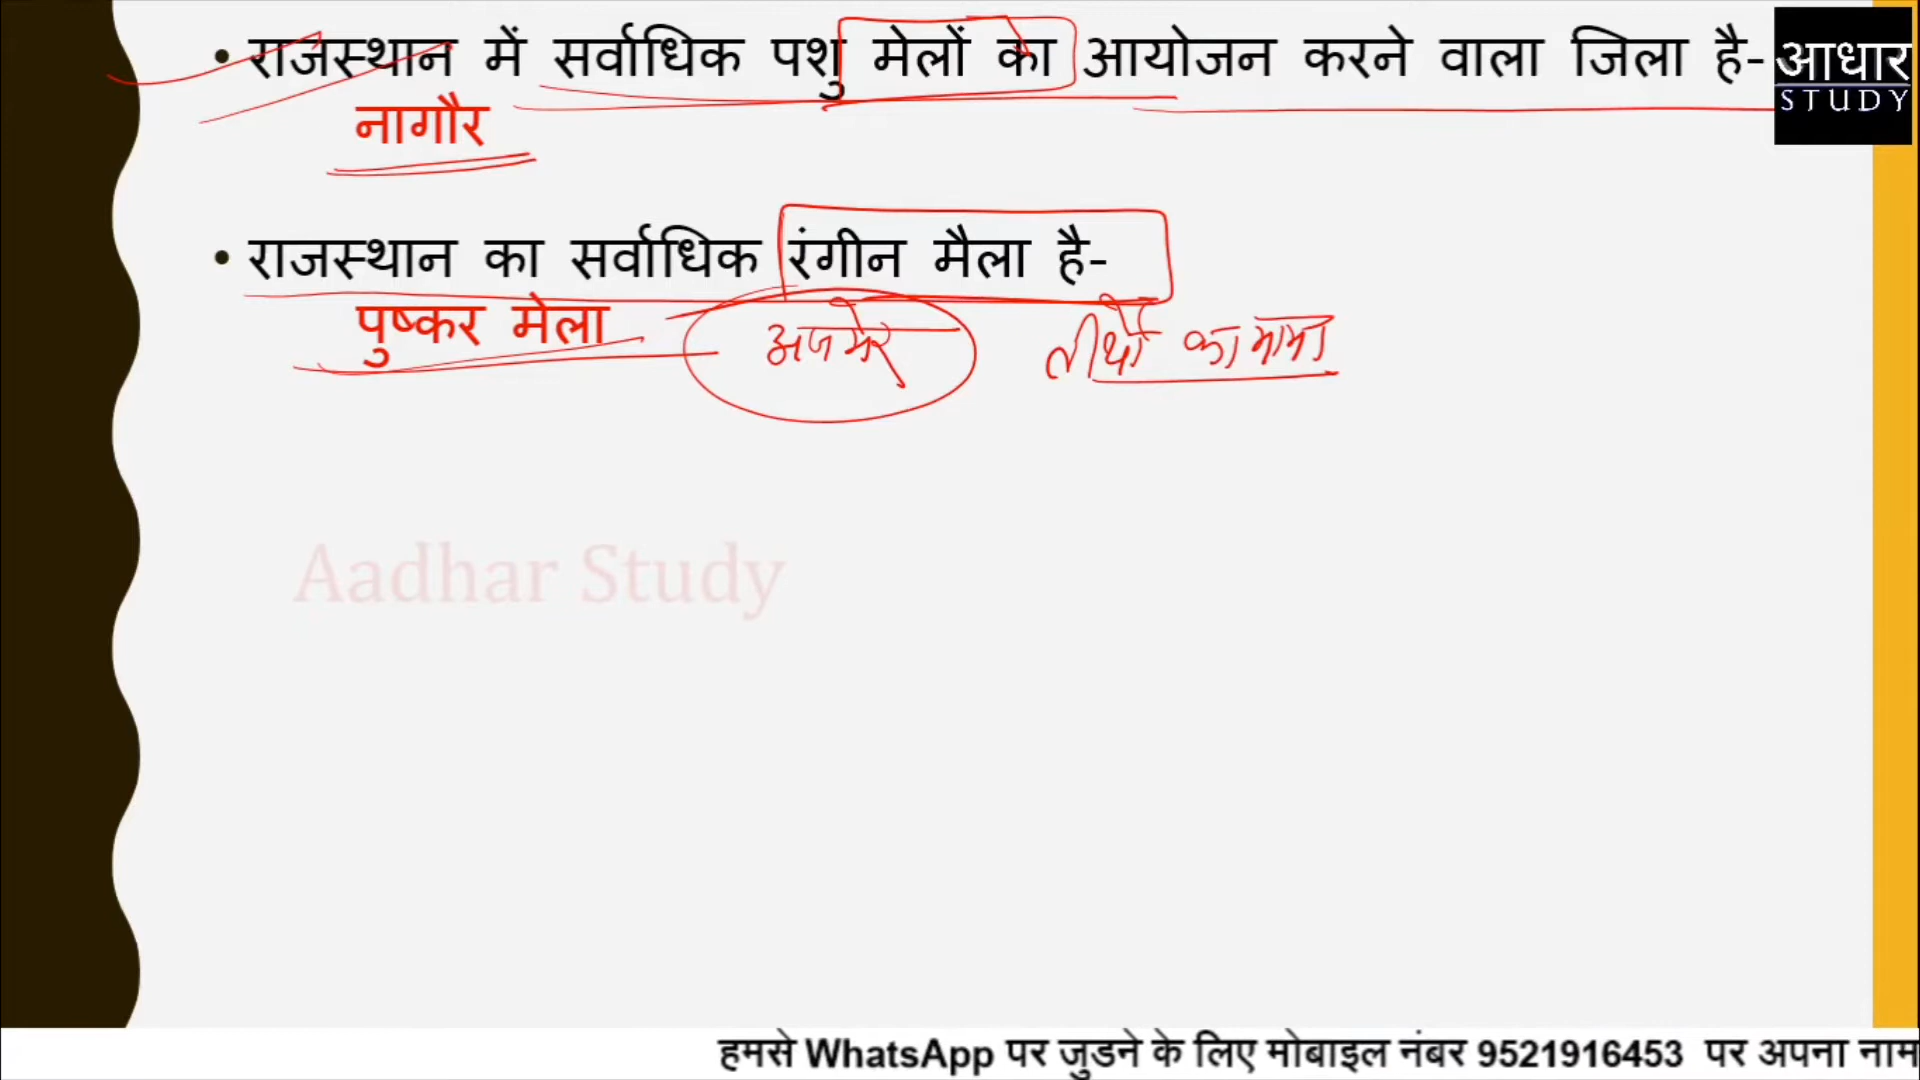 • राजस्थान में सर्वाधिक पशु मेलों का आयोजन करने वाला जिला है-
आधार
STUDY
नागौर
• राजस्थान का सर्वाधिक रंगीन मैला है-
पुष्कर मेला
अजमेर तीर्थों का मामा
Aadhar Study
हमसे WhatsApp पर जुडने के लिए मोबाइल नंबर 9521916453 पर अपना नाम